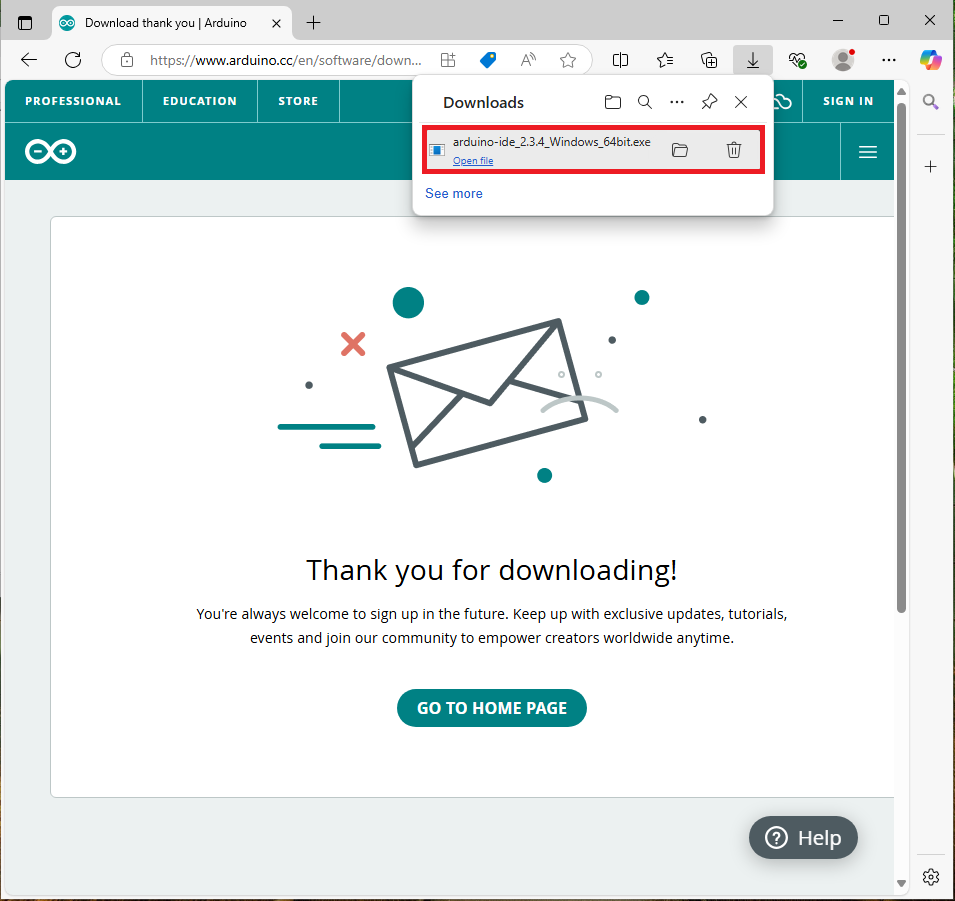 Download thank you | Arduino
https://www.arduino.cc/en/software/down...
PROFESSIONAL
EDUCATION
STORE
SIGN IN
Downloads
arduino-ide_2.3.4_Windows_64bit.exe
Open file
See more
Thank you for downloading!
You're always welcome to sign up in the future. Keep up with exclusive updates, tutorials,
events and join our community to empower creators worldwide anytime.
GO TO HOME PAGE
Help